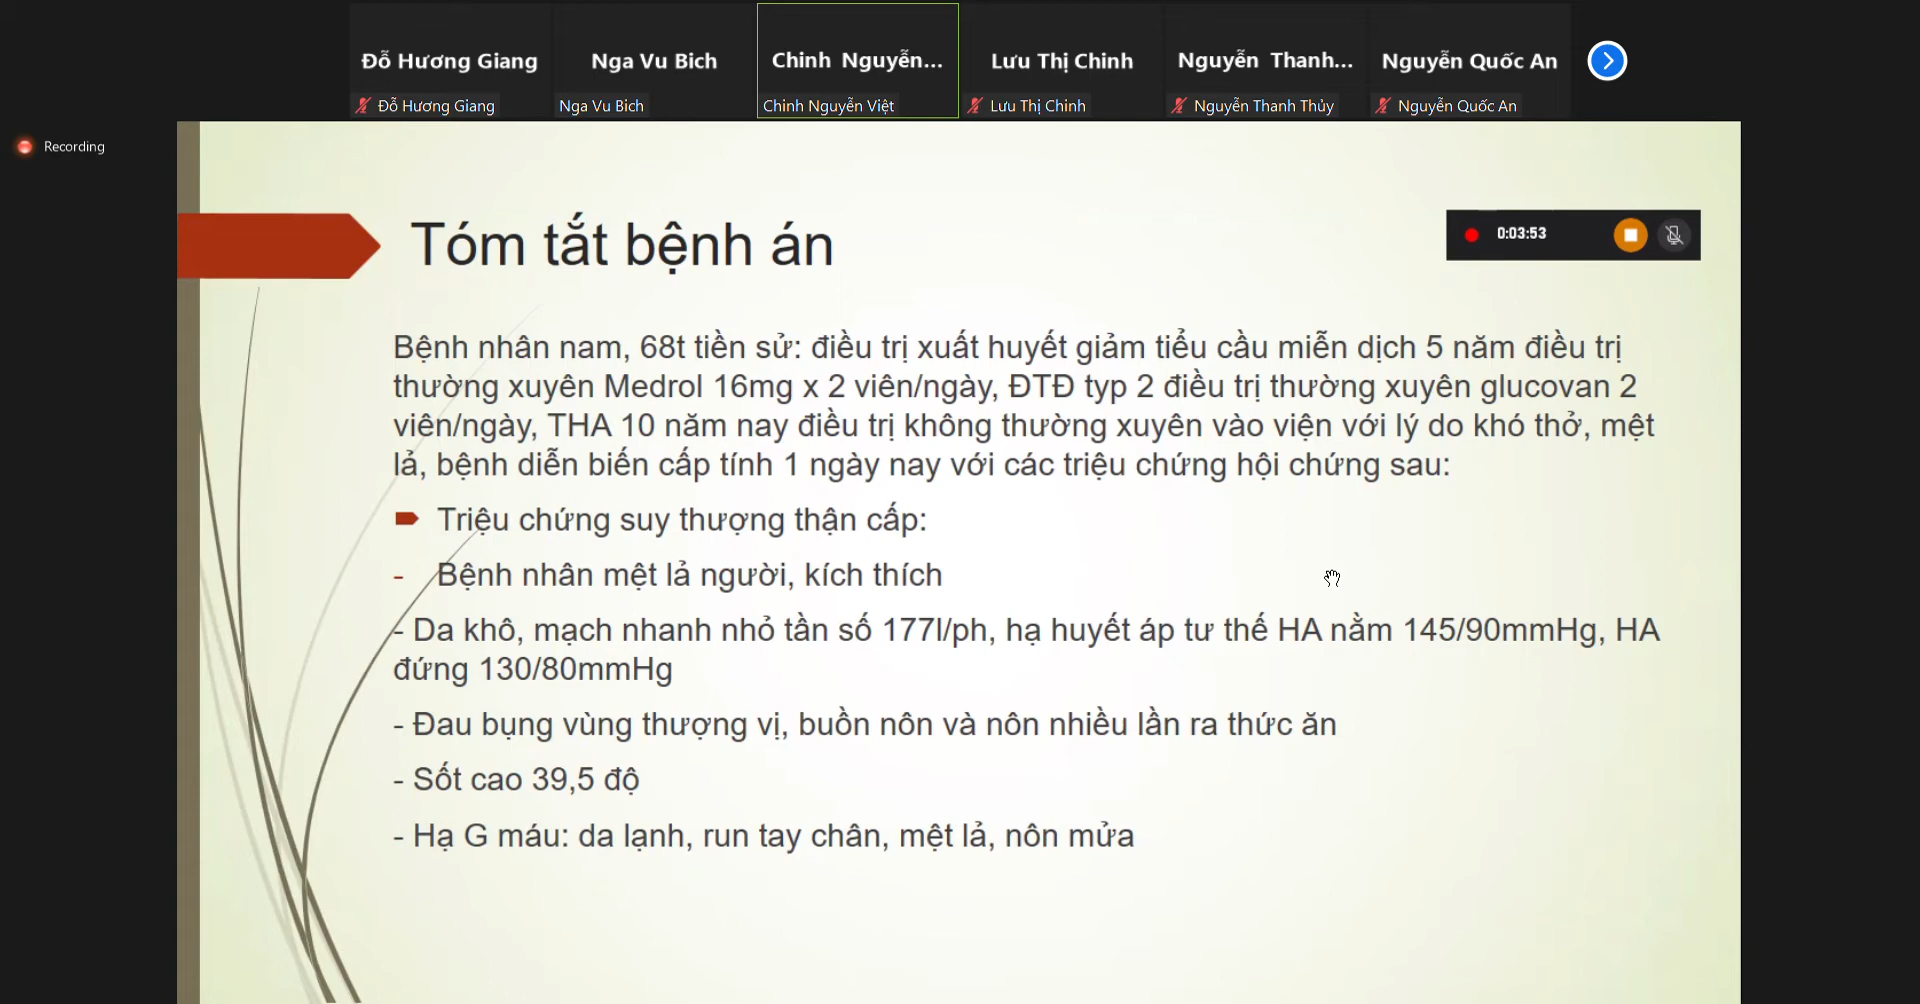 Đỗ Hương Giang
Nga Vu Bich
Chinh Nguyễn...
Lưu Thị Chinh
Nguyễn Thanh...
Nguyễn Quốc An
Đỗ Hương Giang
Nga Vu Bich
Chinh Nguyễn Việt
Lưu Thị Chinh
Nguyễn Thanh Thủy
Nguyễn Quốc An
Recording
Tóm tắt bệnh án
0:03:53
Bệnh nhân nam, 68t tiền sử: điều trị xuất huyết giảm tiểu cầu miễn dịch 5 năm điều trị
thường xuyên Medrol 16mg x 2 viên/ngày, ĐTĐ typ 2 điều trị thường xuyên glucovan 2
viên/ngày, THA 10 năm nay điều trị không thường xuyên vào viện với lý do khó thở, mệt
lả, bệnh diễn biến cấp tính 1 ngày nay với các triệu chứng hội chứng sau:
Triệu chứng suy thượng thận cấp:
- Bệnh nhân mệt lả người, kích thích
- Da khô, mạch nhanh nhỏ tần số 177l/ph, hạ huyết áp tư thế HA nằm 145/90mmHg, HA
đứng 130/80mmHg
- Đau bụng vùng thượng vị, buồn nôn và nôn nhiều lần ra thức ăn
- Sốt cao 39,5 độ
- Hạ G máu: da lạnh, run tay chân, mệt lả, nôn mửa